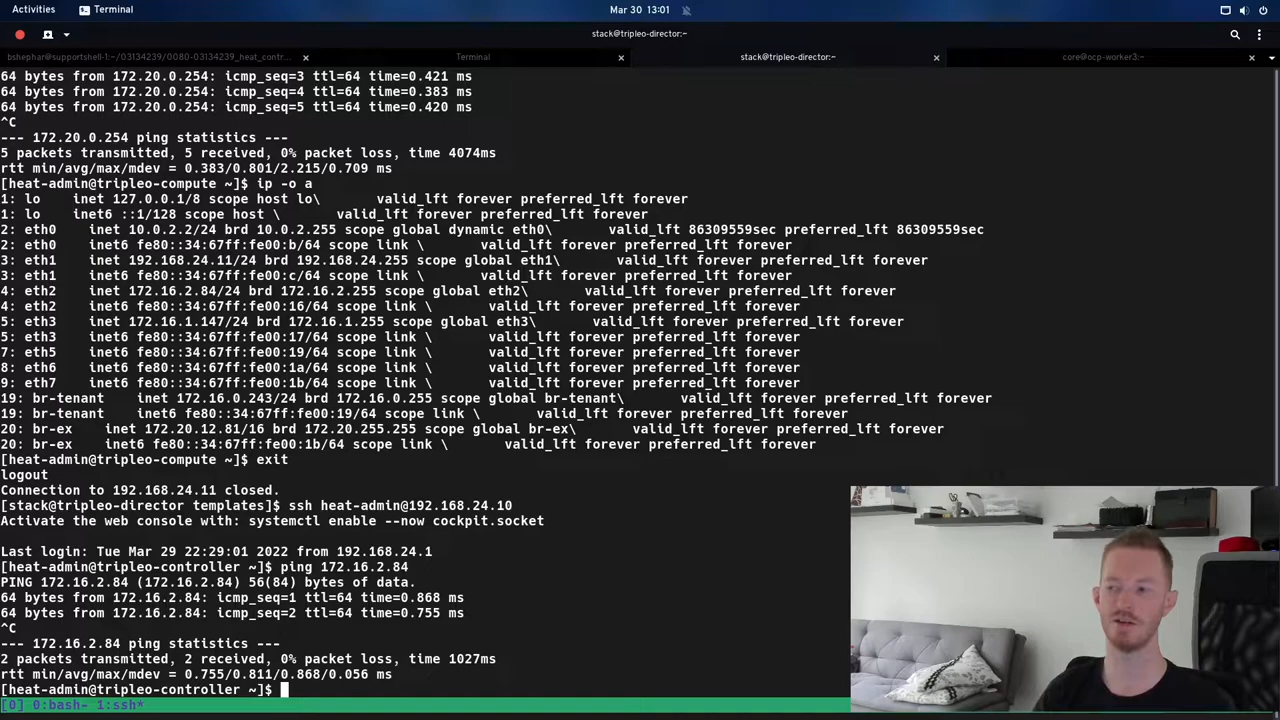 Activities
Terminal
Mar 30 13:01
stack@tripleo-director:~
bshephar@supportshell-1:~/03134239/0080-03134239_heat_contr...
Terminal
stack@tripleo-director:~
core@ocp-worker3:~
64 bytes from 172.20.0.254: icmp_seq=3 ttl=64 time=0.421 ms
64 bytes from 172.20.0.254: icmp_seq=4 ttl=64 time=0.383 ms
64 bytes from 172.20.0.254: icmp_seq=5 ttl=64 time=0.420 ms
^C
--- 172.20.0.254 ping statistics ---
5 packets transmitted, 5 received, 0% packet loss, time 4074ms
rtt min/avg/max/mdev = 0.383/0.801/2.215/0.709 ms
[heat-admin@tripleo-compute ~]$ ip -o a
1: lo    inet 127.0.0.1/8 scope host lo\       valid_lft forever preferred_lft forever
1: lo    inet6 ::1/128 scope host \       valid_lft forever preferred_lft forever
2: eth0    inet 10.0.2.2/24 brd 10.0.2.255 scope global dynamic eth0\       valid_lft 86309559sec preferred_lft 86309559sec
2: eth0    inet6 fe80::34:67ff:fe00:b/64 scope link \       valid_lft forever preferred_lft forever
3: eth1    inet 192.168.24.11/24 brd 192.168.24.255 scope global eth1\       valid_lft forever preferred_lft forever
3: eth1    inet6 fe80::34:67ff:fe00:c/64 scope link \       valid_lft forever preferred_lft forever
4: eth2    inet 172.16.2.84/24 brd 172.16.2.255 scope global eth2\       valid_lft forever preferred_lft forever
4: eth2    inet6 fe80::34:67ff:fe00:16/64 scope link \       valid_lft forever preferred_lft forever
5: eth3    inet 172.16.1.147/24 brd 172.16.1.255 scope global eth3\       valid_lft forever preferred_lft forever
5: eth3    inet6 fe80::34:67ff:fe00:17/64 scope link \       valid_lft forever preferred_lft forever
7: eth5    inet6 fe80::34:67ff:fe00:19/64 scope link \       valid_lft forever preferred_lft forever
8: eth6    inet6 fe80::34:67ff:fe00:1a/64 scope link \       valid_lft forever preferred_lft forever
9: eth7    inet6 fe80::34:67ff:fe00:1b/64 scope link \       valid_lft forever preferred_lft forever
19: br-tenant    inet 172.16.0.243/24 brd 172.16.0.255 scope global br-tenant\       valid_lft forever preferred_lft forever
19: br-tenant    inet6 fe80::34:67ff:fe00:19/64 scope link \       valid_lft forever preferred_lft forever
20: br-ex    inet 172.20.12.81/16 brd 172.20.255.255 scope global br-ex\       valid_lft forever preferred_lft forever
20: br-ex    inet6 fe80::34:67ff:fe00:1b/64 scope link \       valid_lft forever preferred_lft forever
[heat-admin@tripleo-compute ~]$ exit
logout
Connection to 192.168.24.11 closed.
[stack@tripleo-director templates]$ ssh heat-admin@192.168.24.10
Activate the web console with: systemctl enable --now cockpit.socket
Last login: Tue Mar 29 22:29:01 2022 from 192.168.24.1
[heat-admin@tripleo-controller ~]$ ping 172.16.2.84
PING 172.16.2.84 (172.16.2.84) 56(84) bytes of data.
64 bytes from 172.16.2.84: icmp_seq=1 ttl=64 time=0.868 ms
64 bytes from 172.16.2.84: icmp_seq=2 ttl=64 time=0.755 ms
^C
--- 172.16.2.84 ping statistics ---
2 packets transmitted, 2 received, 0% packet loss, time 1027ms
rtt min/avg/max/mdev = 0.755/0.811/0.868/0.056 ms
[heat-admin@tripleo-controller ~]$
[0] 0:bash- 1:ssh*